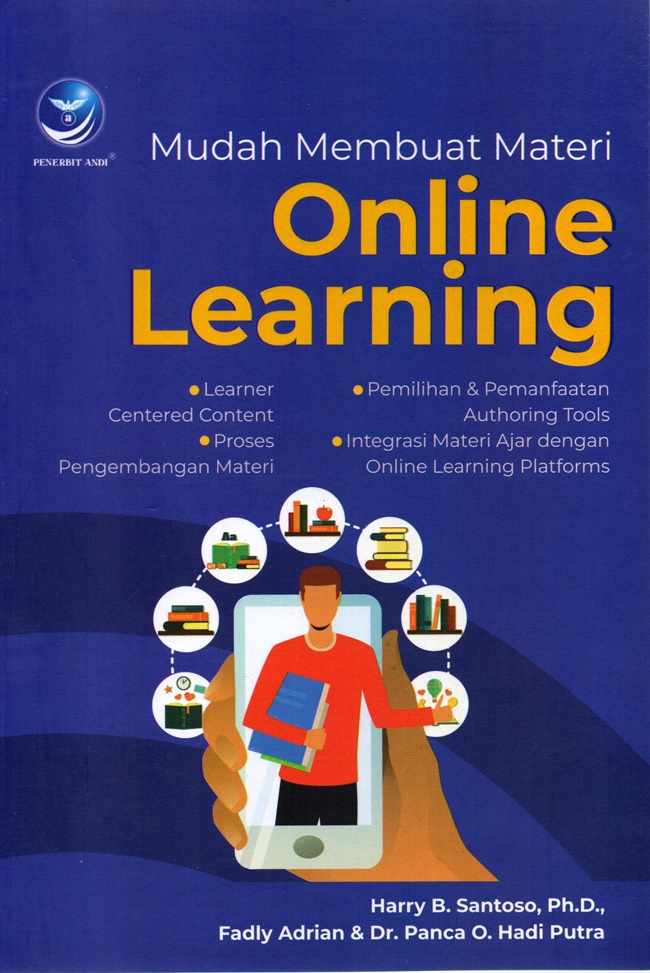 PENERBIT ANDI®
Mudah Membuat Materi
Online
Learning
• Learner
Centered Content
• Proses
Pengembangan Materi
• Pemilihan & Pemanfaatan
Authoring Tools
• Integrasi Materi Ajar dengan
Online Learning Platforms
Harry B. Santoso, Ph.D.,
Fadly Adrian & Dr. Panca O. Hadi Putra